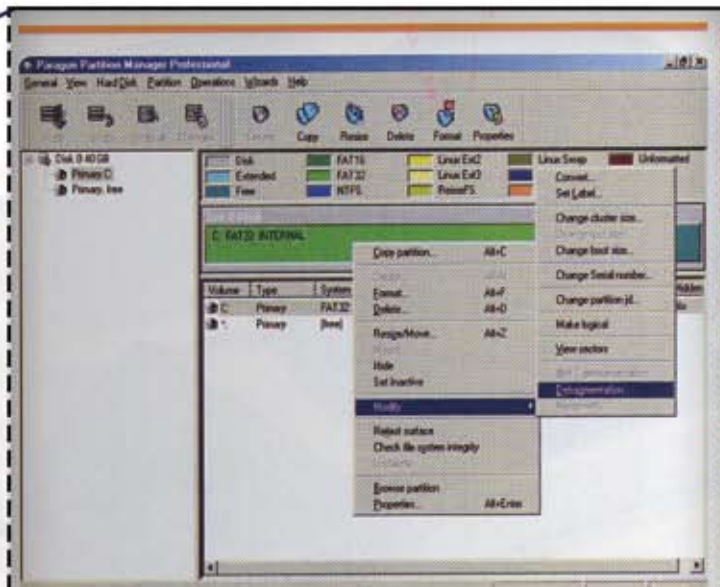 Paragon Partition Manager Professional
General View Hard Disk Partition Operations Wizards Help
Copy Resize Delete Format Properties
Disk 0 40 GB
Primary C:
Primary, free
Disk FAT16 Linux Ext2 Linux Swap Unformatted
Extended FAT32 Linux Ext3
Free NTFS ReiserFS
C: FAT32 INTERNAL
Volume Type System Hidden
C: Primary FAT32
*: Primary [free]
Copy partition... Alt+C
Format... Alt+F
Delete... Alt+D
Resize/Move... Alt+Z
Hide
Set Inactive
Modify
Retest surface
Check file system integrity
Browse partition
Properties... Alt+Enter
Convert...
Set Label...
Change cluster size...
Change boot size...
Change Serial number...
Change partition id...
Make logical
View sectors
Defragmentation...